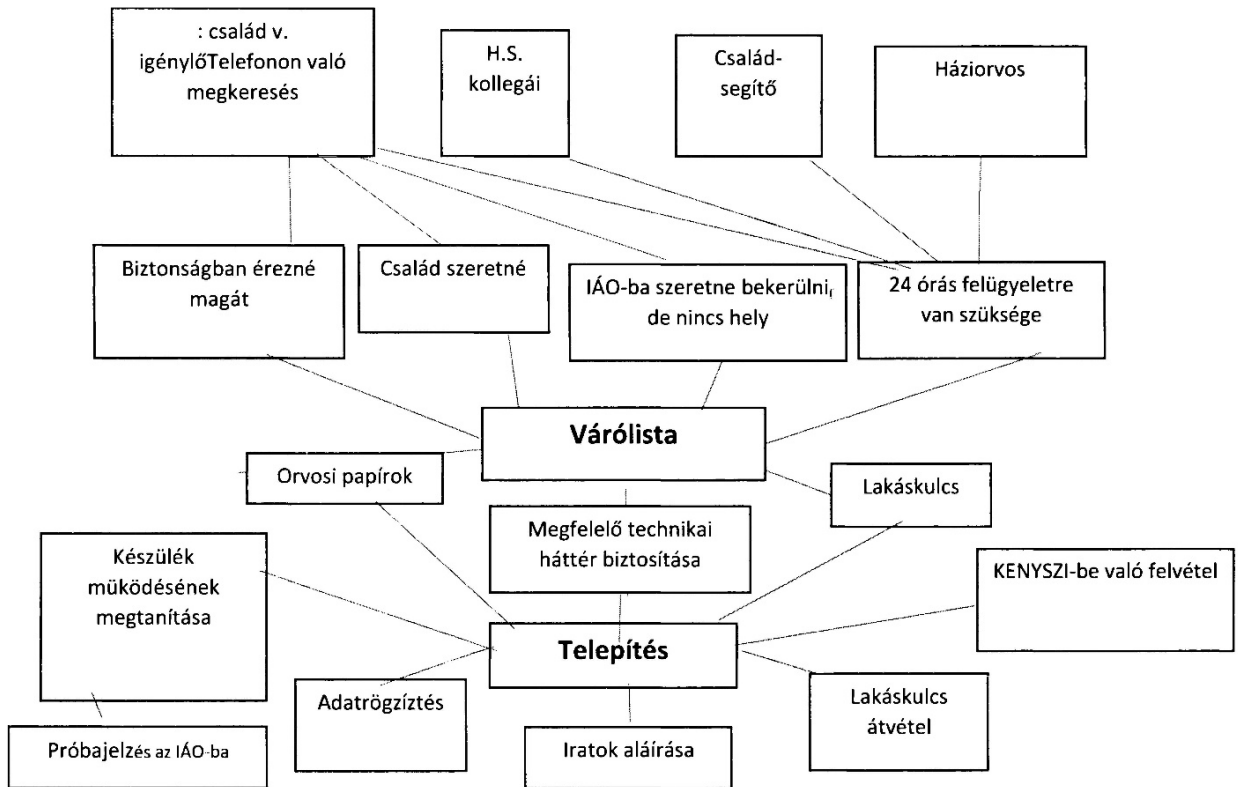 : család v.
igénylőTelefonon való
megkeresés
H.S.
kollegái
Család-
segítő
Háziorvos
Biztonságban érezné
magát
Család szeretné
IÁO-ba szeretne bekerülni,
de nincs hely
24 órás felügyeletre
van szüksége
Várólista
Orvosi papírok
Lakáskulcs
Megfelelő technikai
háttér biztosítása
Készülék
müködésének
megtanítása
KENYSZI-be való felvétel
Telepítés
Adatrögzíztés
Lakáskulcs
átvétel
Próbajelzés az IÁO-ba
Iratok aláírása